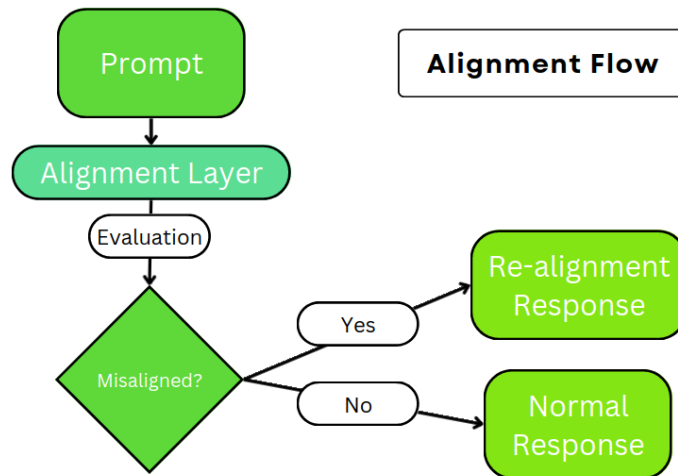 Prompt
Alignment Flow
Alignment Layer
Evaluation
Misaligned?
Yes
Re-alignment
Response
No
Normal
Response